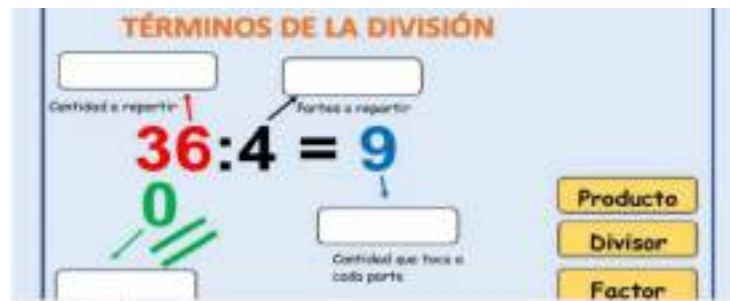 TÉRMINOS DE LA DIVISIÓN
Cantidad a repartir
Partes a repartir
36:4 = 9
0
Cantidad que toca a
cada parte
Producto
Divisor
Factor